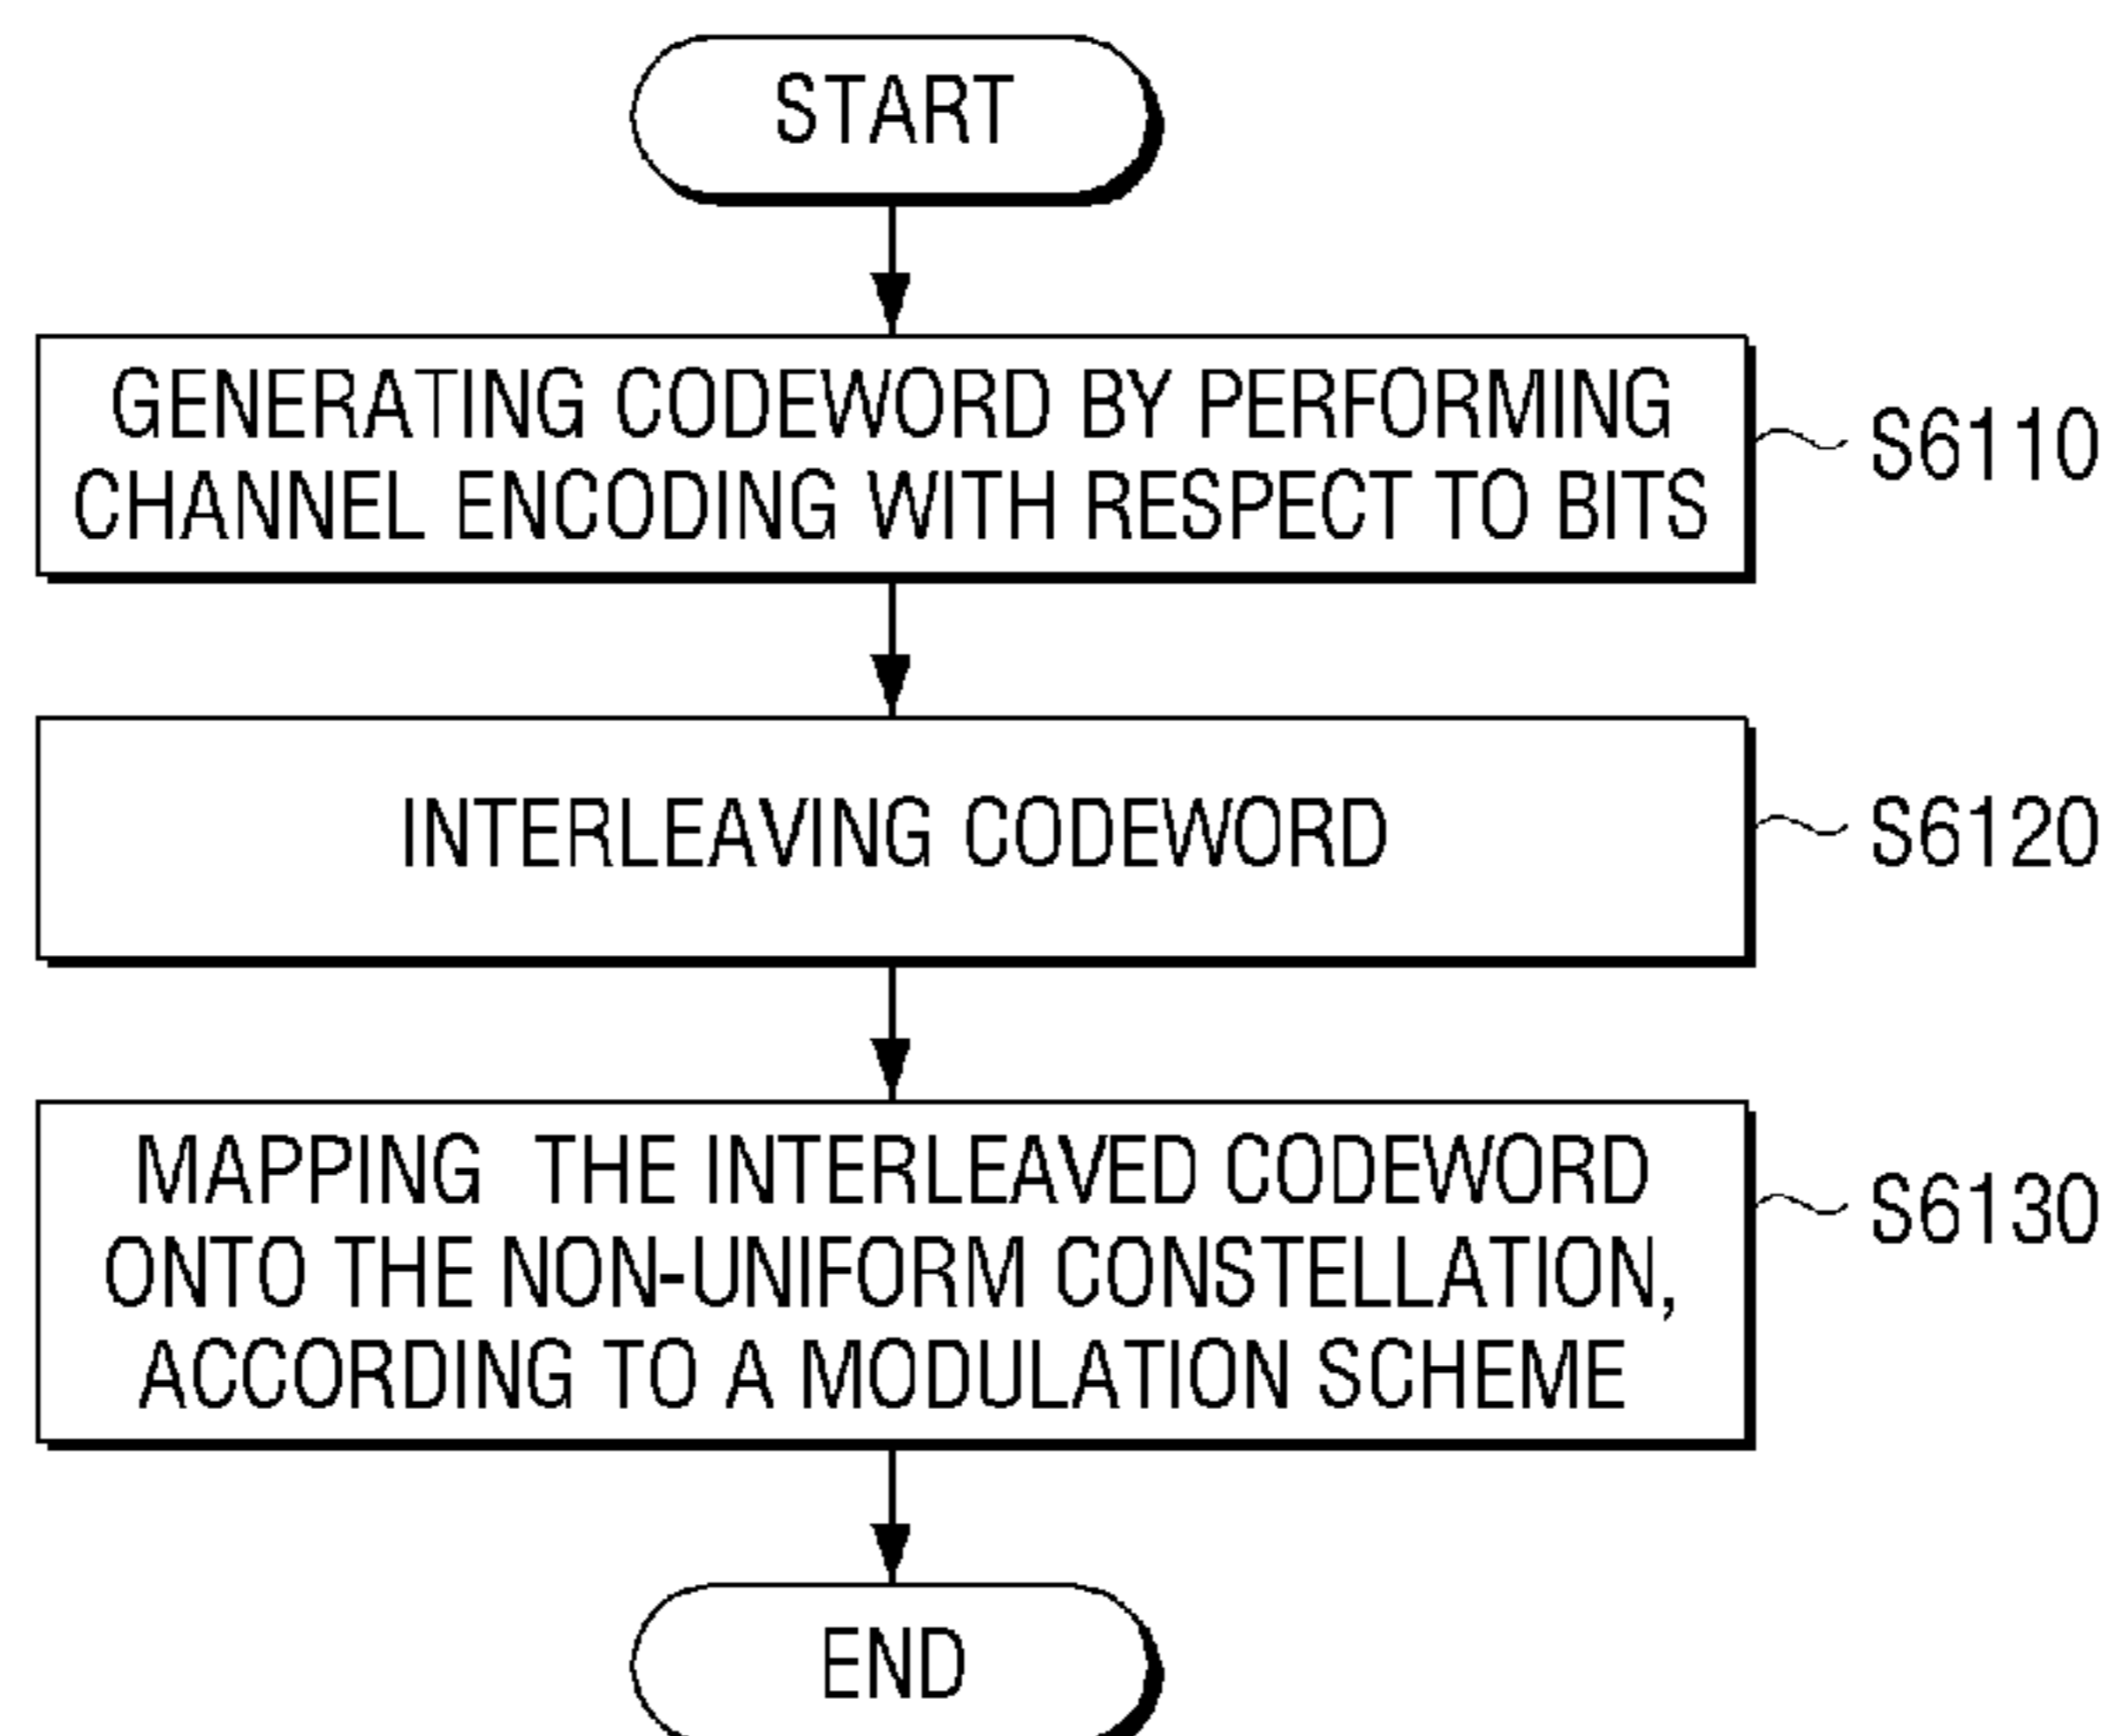 START
GENERATING CODEWORD BY PERFORMING
CHANNEL ENCODING WITH RESPECT TO BITS
S6110
INTERLEAVING CODEWORD
S6120
MAPPING THE INTERLEAVED CODEWORD
ONTO THE NON-UNIFORM CONSTELLATION,
ACCORDING TO A MODULATION SCHEME
S6130
END